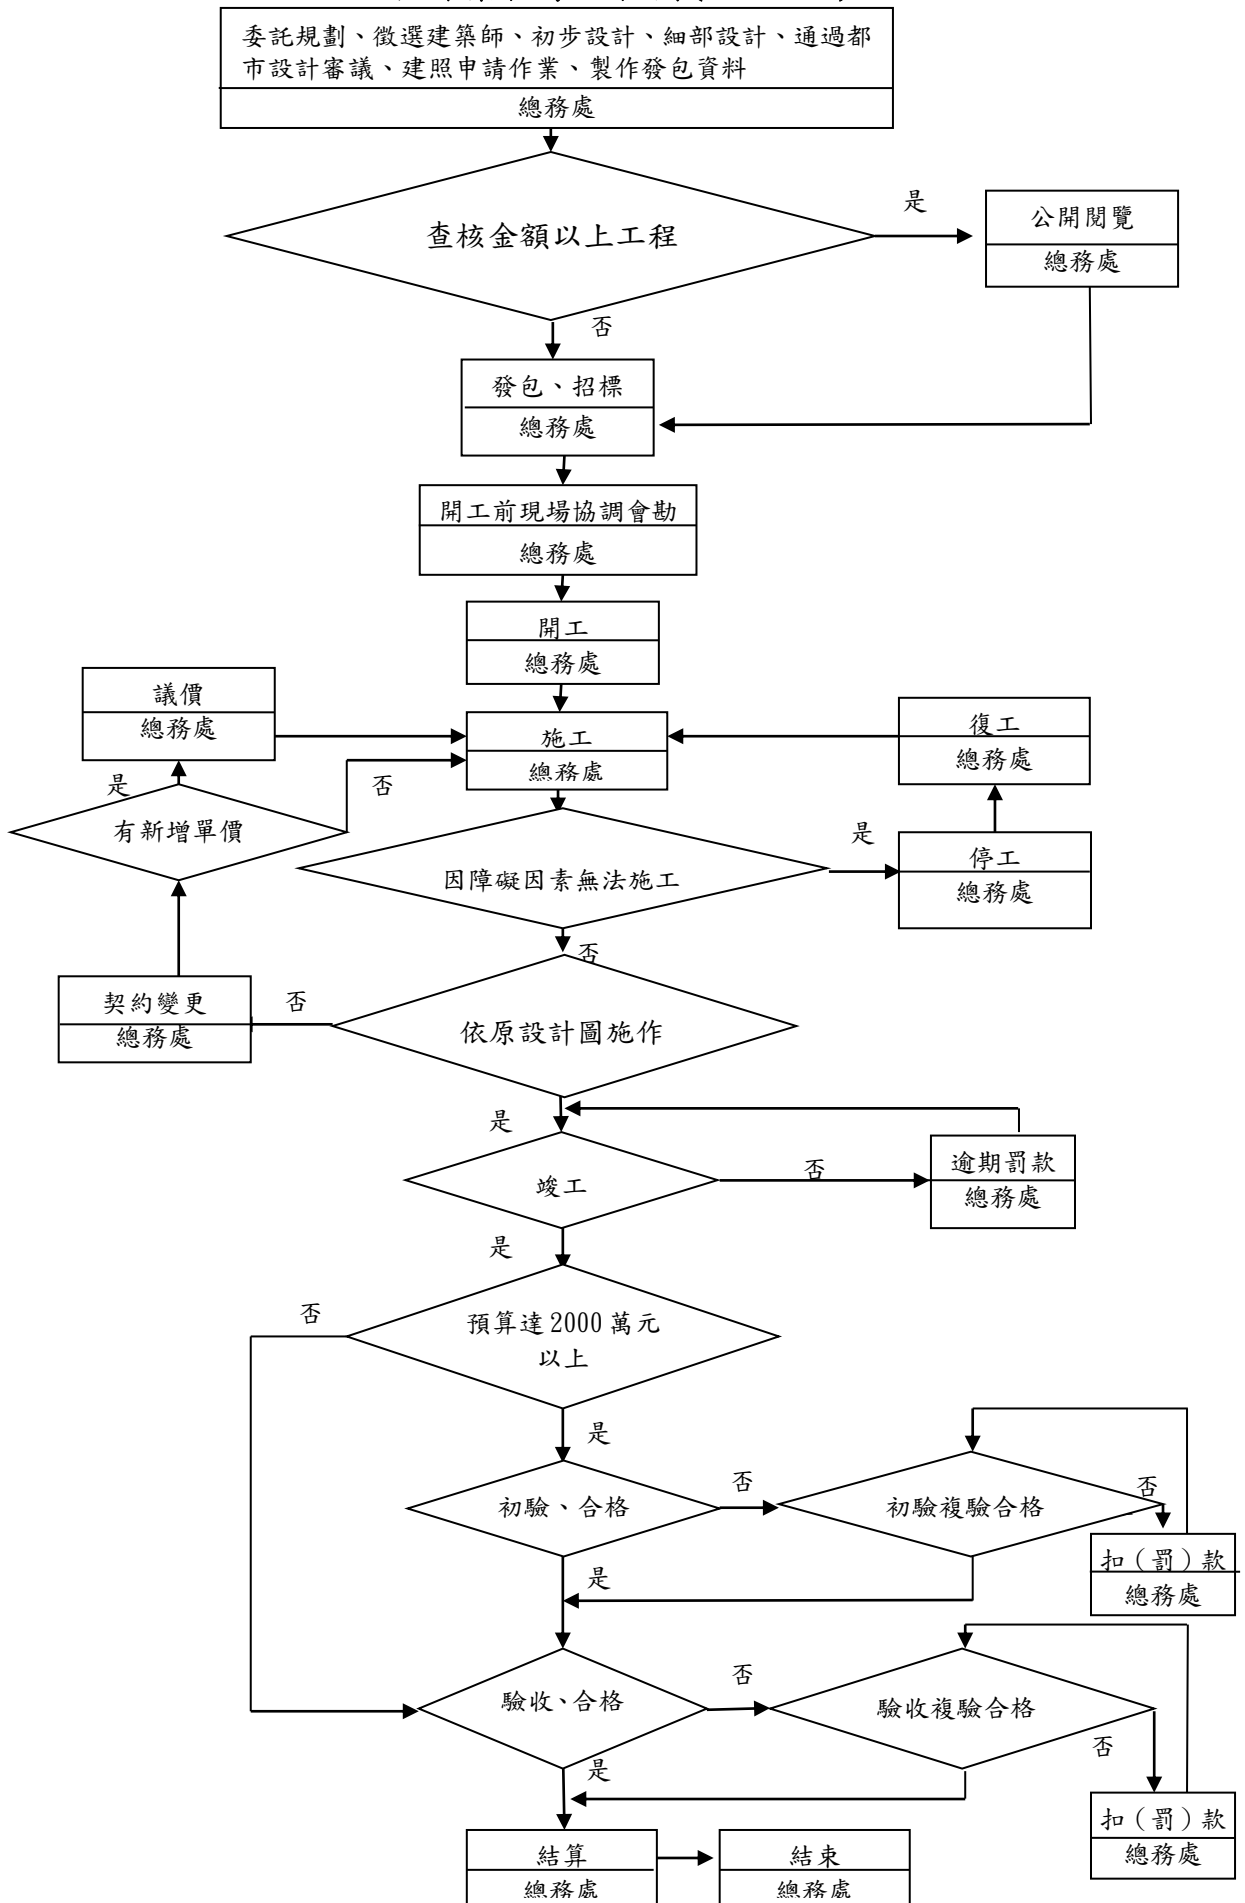 委託規劃、徵選建築師、初步設計、細部設計、通過都
市設計審議、建照申請作業、製作發包資料
總務處
查核金額以上工程
是
公開閱覽
總務處
否
發包、招標
總務處
開工前現場協調會勘
總務處
開工
總務處
議價
總務處
施工
總務處
復工
總務處
是
否
有新增單價
因障礙因素無法施工
是
停工
總務處
否
契約變更
總務處
否
依原設計圖施作
是
竣工
否
逾期罰款
總務處
是
否
預算達 2000 萬元
以上
是
初驗、合格
否
初驗複驗合格
否
扣（罰）款
總務處
是
驗收、合格
否
驗收複驗合格
否
是
扣（罰）款
總務處
結算
總務處
結束
總務處